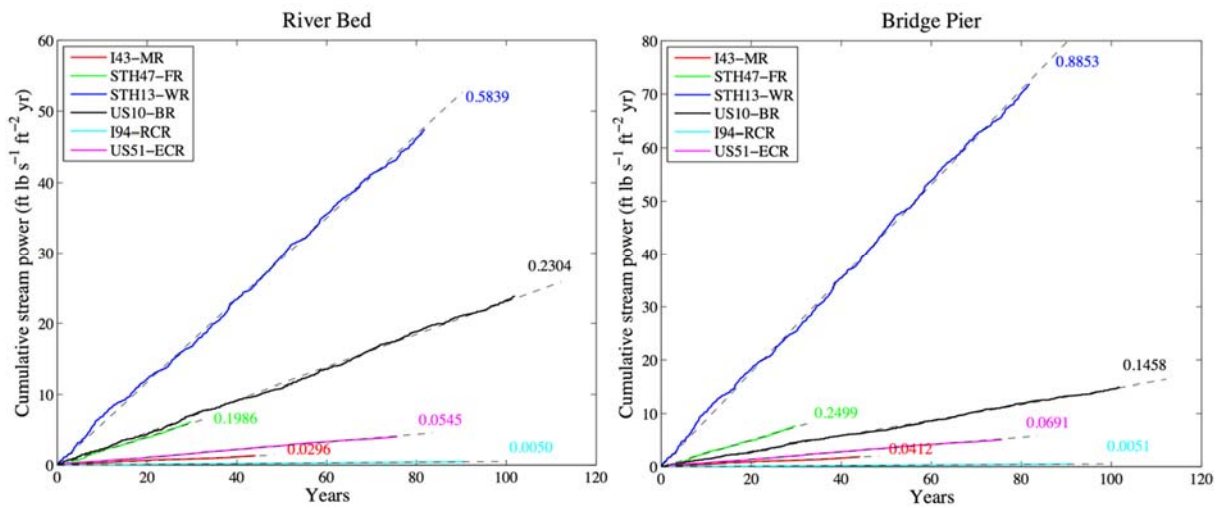 River Bed
60
50
40
30
20
10
0
Cumulative stream power (ft lb s⁻¹ ft⁻² yr)
I43−MR
STH47−FR
STH13−WR
US10−BR
I94−RCR
US51−ECR
0.5839
0.2304
0.1986
0.0545
0.0296
0.0050
0 20 40 60 80 100 120
Years
Bridge Pier
80
70
60
50
40
30
20
10
0
Cumulative stream power (ft lb s⁻¹ ft⁻² yr)
I43−MR
STH47−FR
STH13−WR
US10−BR
I94−RCR
US51−ECR
0.8853
0.1458
0.2499
0.0691
0.0412
0.0051
0 20 40 60 80 100 120
Years